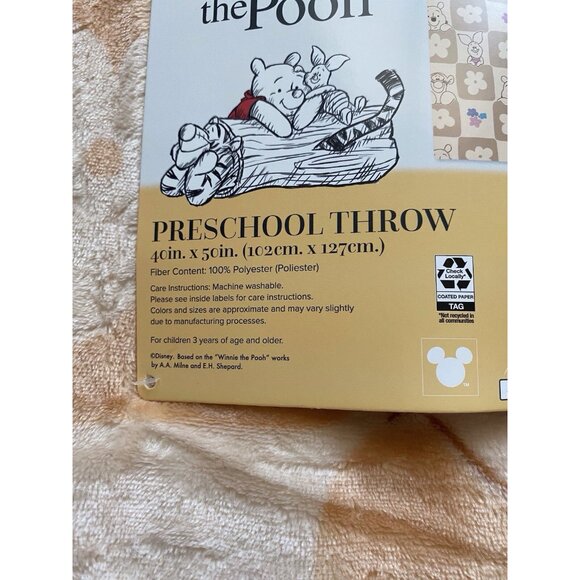 the Pooh
PRESCHOOL THROW
40in. x 50in. (102cm. x 127cm.)
Fiber Content: 100% Polyester (Poliester)
Care Instructions: Machine washable.
Please see inside labels for care instructions.
Colors and sizes are approximate and may vary slightly
due to manufacturing processes.
For children 3 years of age and older.
©Disney. Based on the "Winnie the Pooh" works
by A.A. Milne and E.H. Shepard.
Check
Locally*
COATED PAPER
TAG
*Not recycled in
all communities
TM